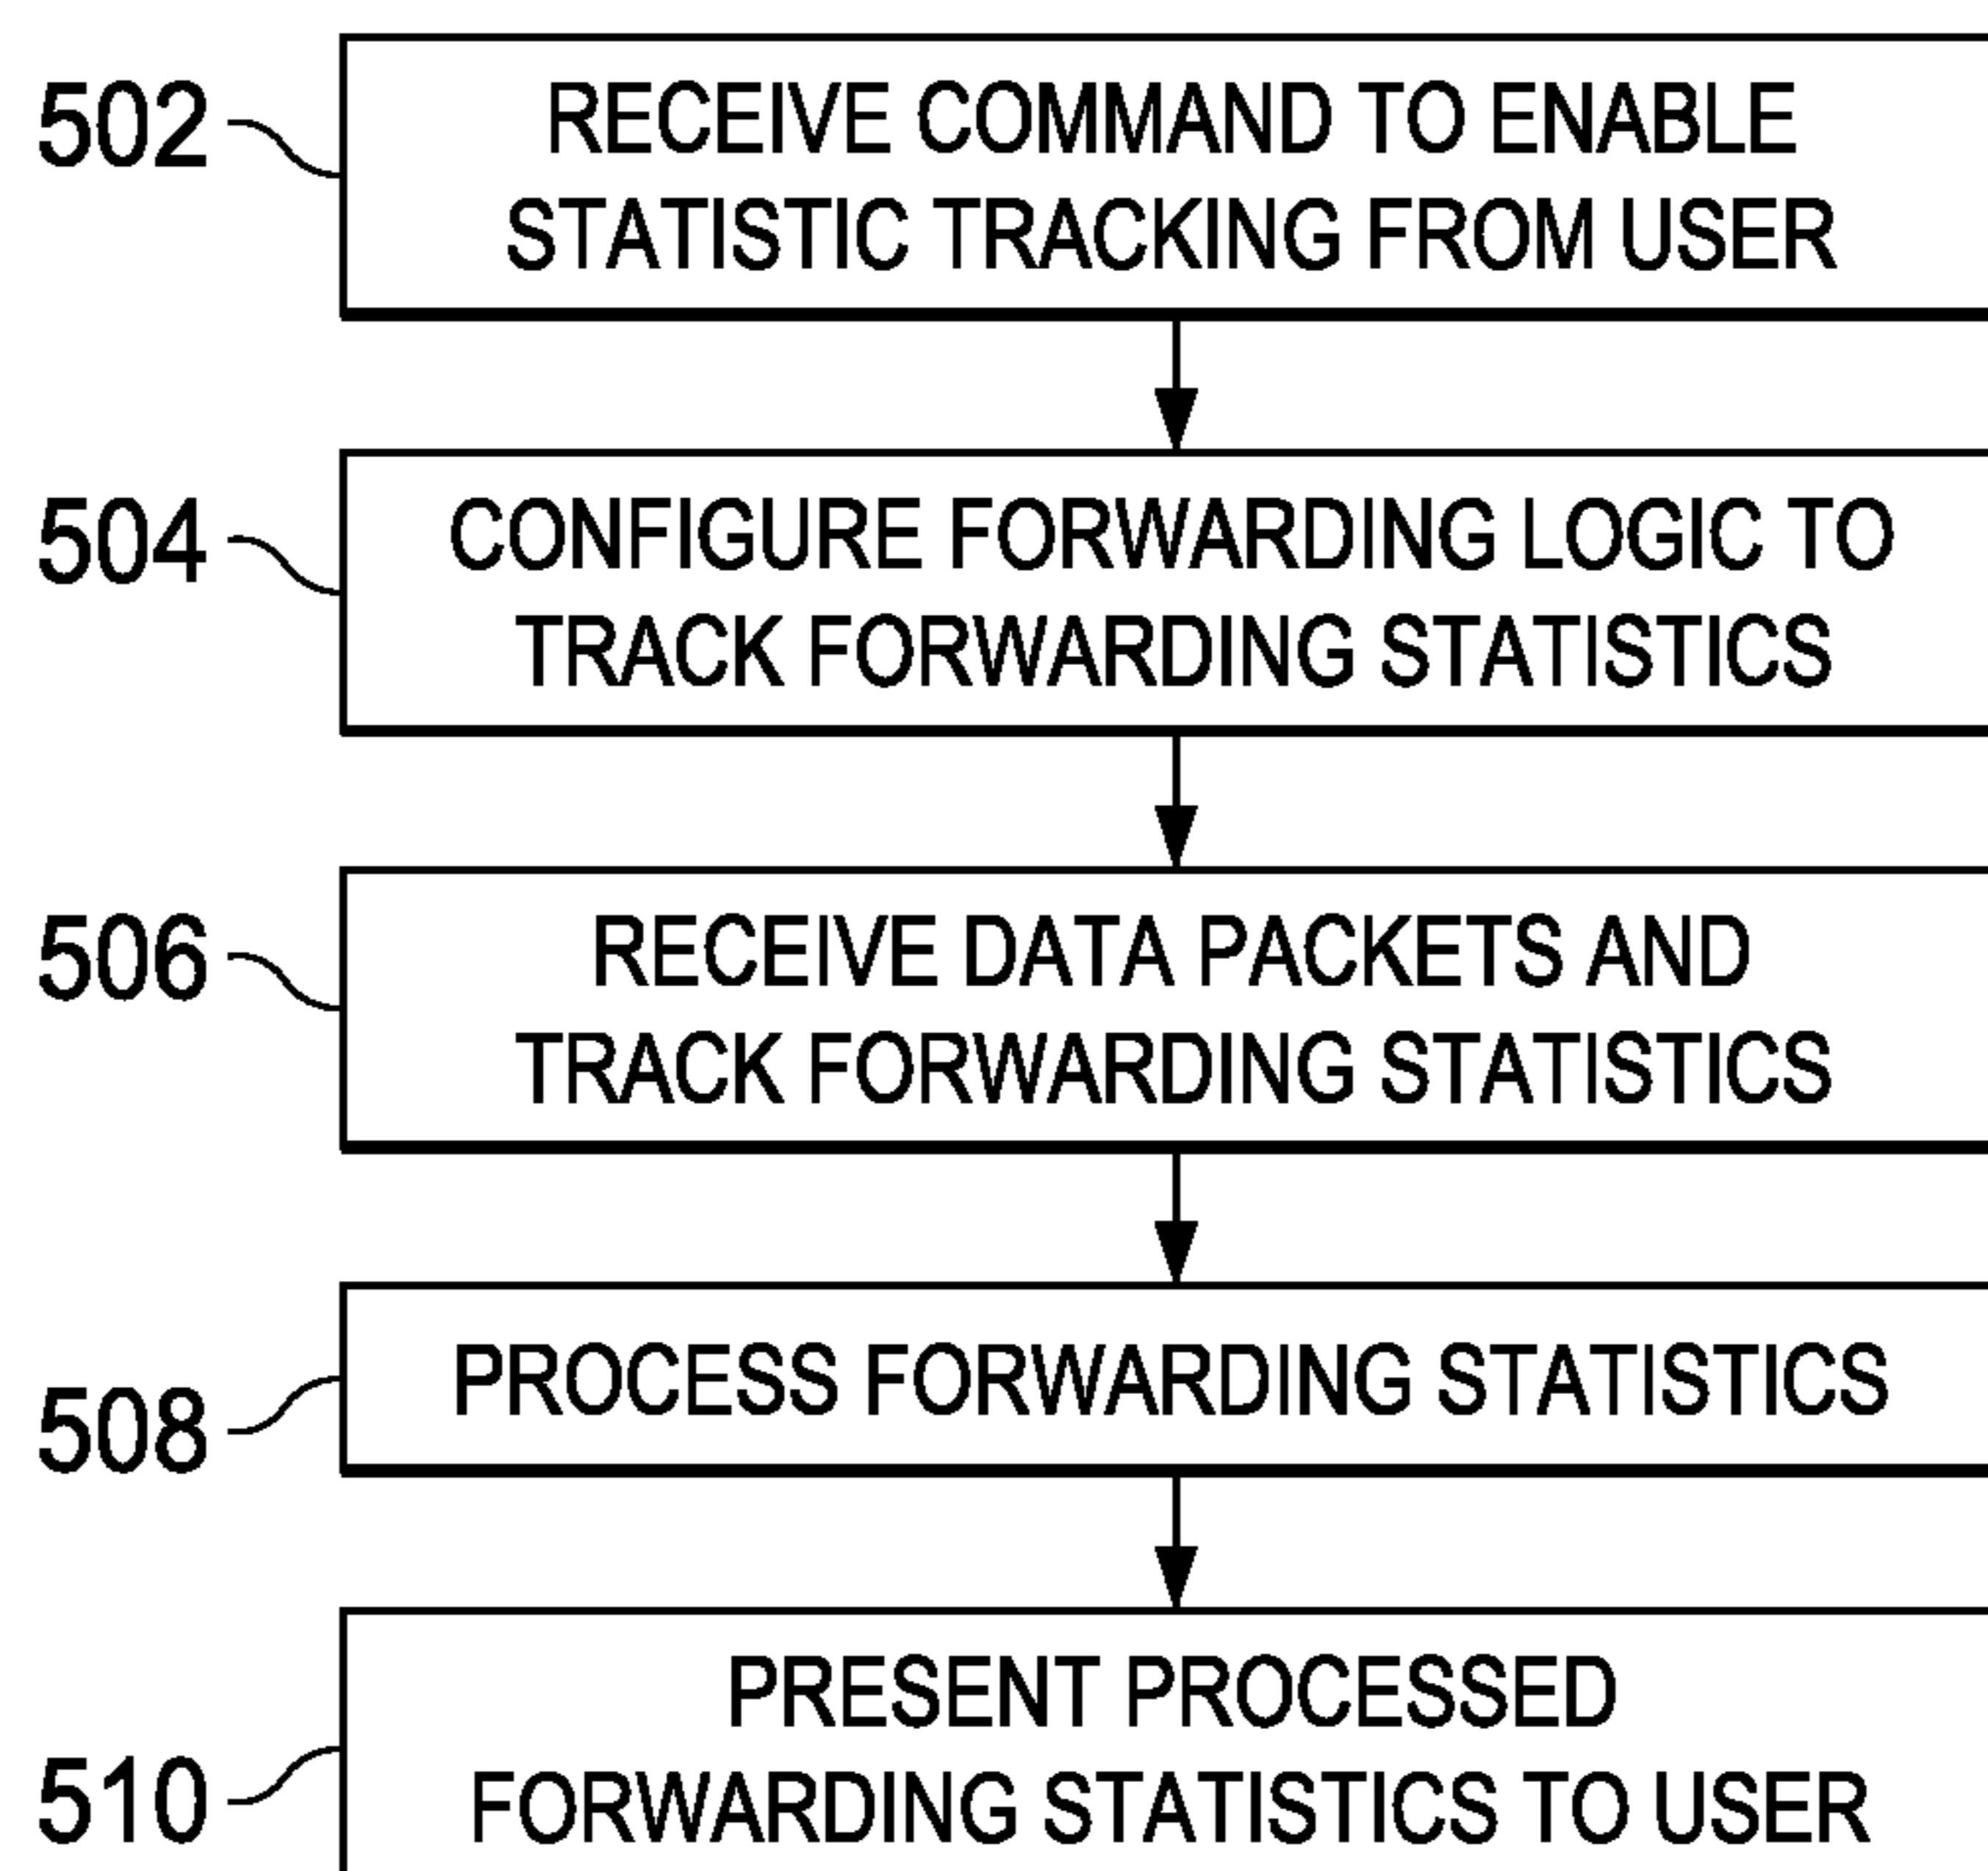 502
RECEIVE COMMAND TO ENABLE
STATISTIC TRACKING FROM USER
504
CONFIGURE FORWARDING LOGIC TO
TRACK FORWARDING STATISTICS
506
RECEIVE DATA PACKETS AND
TRACK FORWARDING STATISTICS
508
PROCESS FORWARDING STATISTICS
510
PRESENT PROCESSED
FORWARDING STATISTICS TO USER